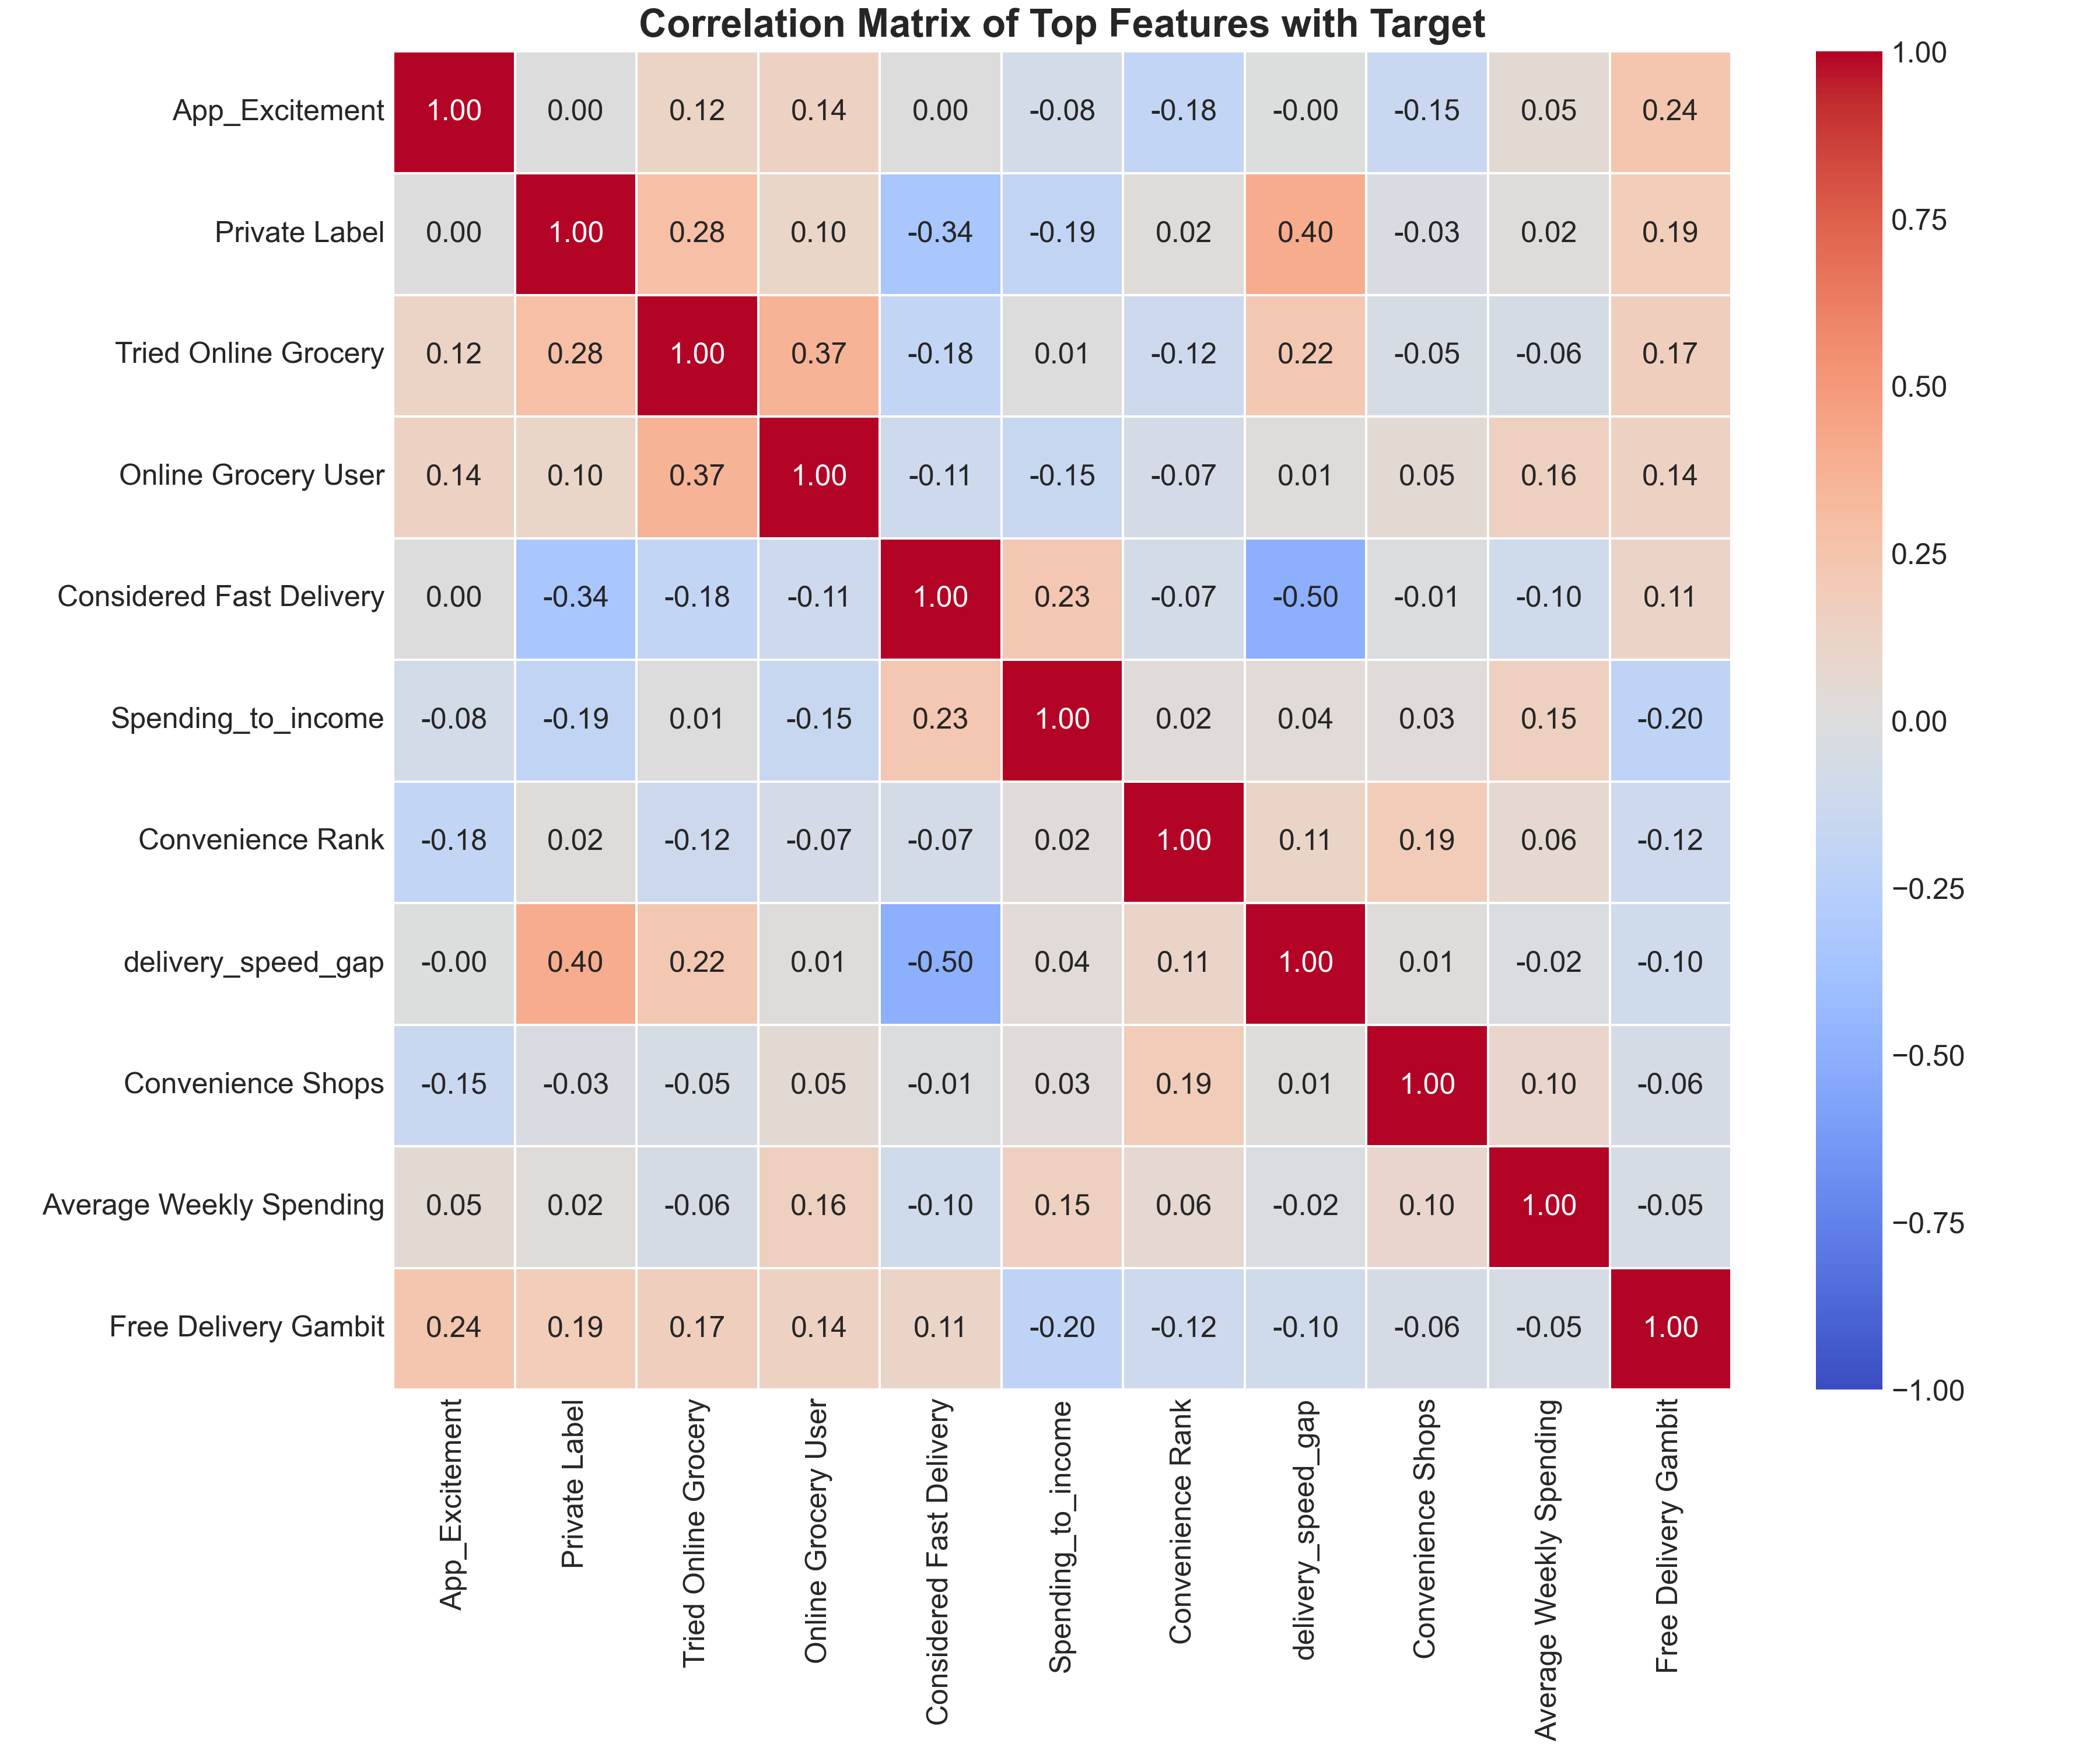 Correlation Matrix of Top Features with Target
App_Excitement 1.00 0.00 0.12 0.14 0.00 -0.08 -0.18 -0.00 -0.15 0.05 0.24
Private Label 0.00 1.00 0.28 0.10 -0.34 -0.19 0.02 0.40 -0.03 0.02 0.19
Tried Online Grocery 0.12 0.28 1.00 0.37 -0.18 0.01 -0.12 0.22 -0.05 -0.06 0.17
Online Grocery User 0.14 0.10 0.37 1.00 -0.11 -0.15 -0.07 0.01 0.05 0.16 0.14
Considered Fast Delivery 0.00 -0.34 -0.18 -0.11 1.00 0.23 -0.07 -0.50 -0.01 -0.10 0.11
Spending_to_income -0.08 -0.19 0.01 -0.15 0.23 1.00 0.02 0.04 0.03 0.15 -0.20
Convenience Rank -0.18 0.02 -0.12 -0.07 -0.07 0.02 1.00 0.11 0.19 0.06 -0.12
delivery_speed_gap -0.00 0.40 0.22 0.01 -0.50 0.04 0.11 1.00 0.01 -0.02 -0.10
Convenience Shops -0.15 -0.03 -0.05 0.05 -0.01 0.03 0.19 0.01 1.00 0.10 -0.06
Average Weekly Spending 0.05 0.02 -0.06 0.16 -0.10 0.15 0.06 -0.02 0.10 1.00 -0.05
Free Delivery Gambit 0.24 0.19 0.17 0.14 0.11 -0.20 -0.12 -0.10 -0.06 -0.05 1.00
App_Excitement
Private Label
Tried Online Grocery
Online Grocery User
Considered Fast Delivery
Spending_to_income
Convenience Rank
delivery_speed_gap
Convenience Shops
Average Weekly Spending
Free Delivery Gambit
1.00
0.75
0.50
0.25
0.00
−0.25
−0.50
−0.75
−1.00